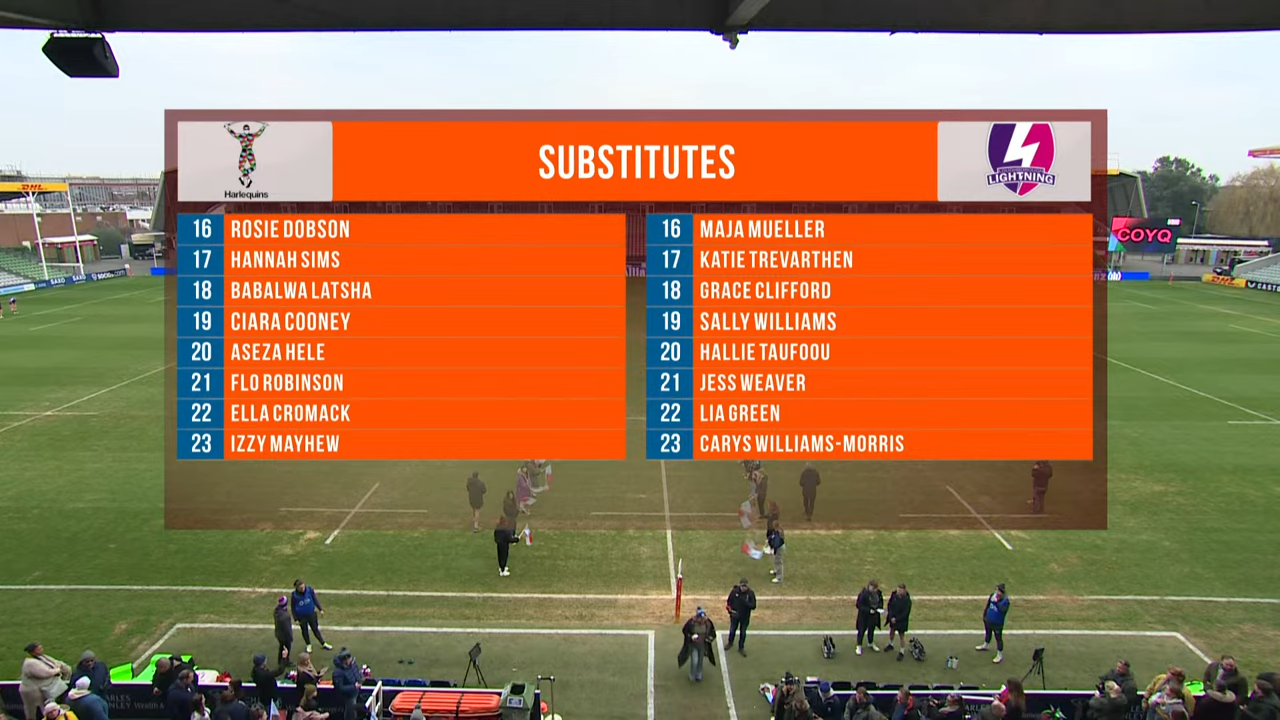 SUBSTITUTES
Harlequins
LIGHTNING
16 ROSIE DOBSON
17 HANNAH SIMS
18 BABALWA LATSHA
19 CIARA COONEY
20 ASEZA HELE
21 FLO ROBINSON
22 ELLA CROMACK
23 IZZY MAYHEW
16 MAJA MUELLER
17 KATIE TREVARTHEN
18 GRACE CLIFFORD
19 SALLY WILLIAMS
20 HALLIE TAUFOOU
21 JESS WEAVER
22 LIA GREEN
23 CARYS WILLIAMS-MORRIS
DHL
COYQ
DHL